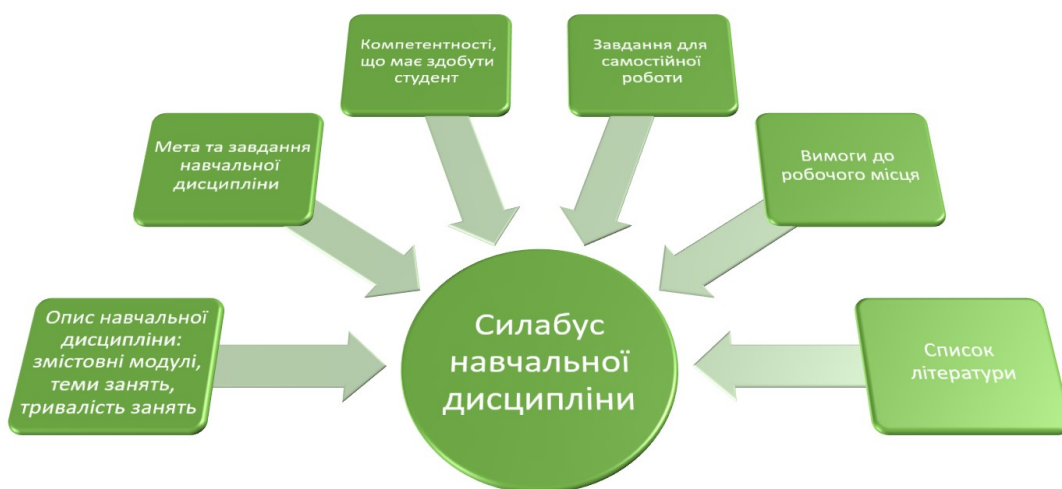 Компетентності,
що має здобути
студент
Завдання для
самостійної
роботи
Мета та завдання
навчальної
дисципліни
Вимоги до
робочого місця
Опис навчальної
дисципліни:
змістовні модулі,
теми занять,
тривалість занять
Силабус
навчальної
дисципліни
Список
літератури